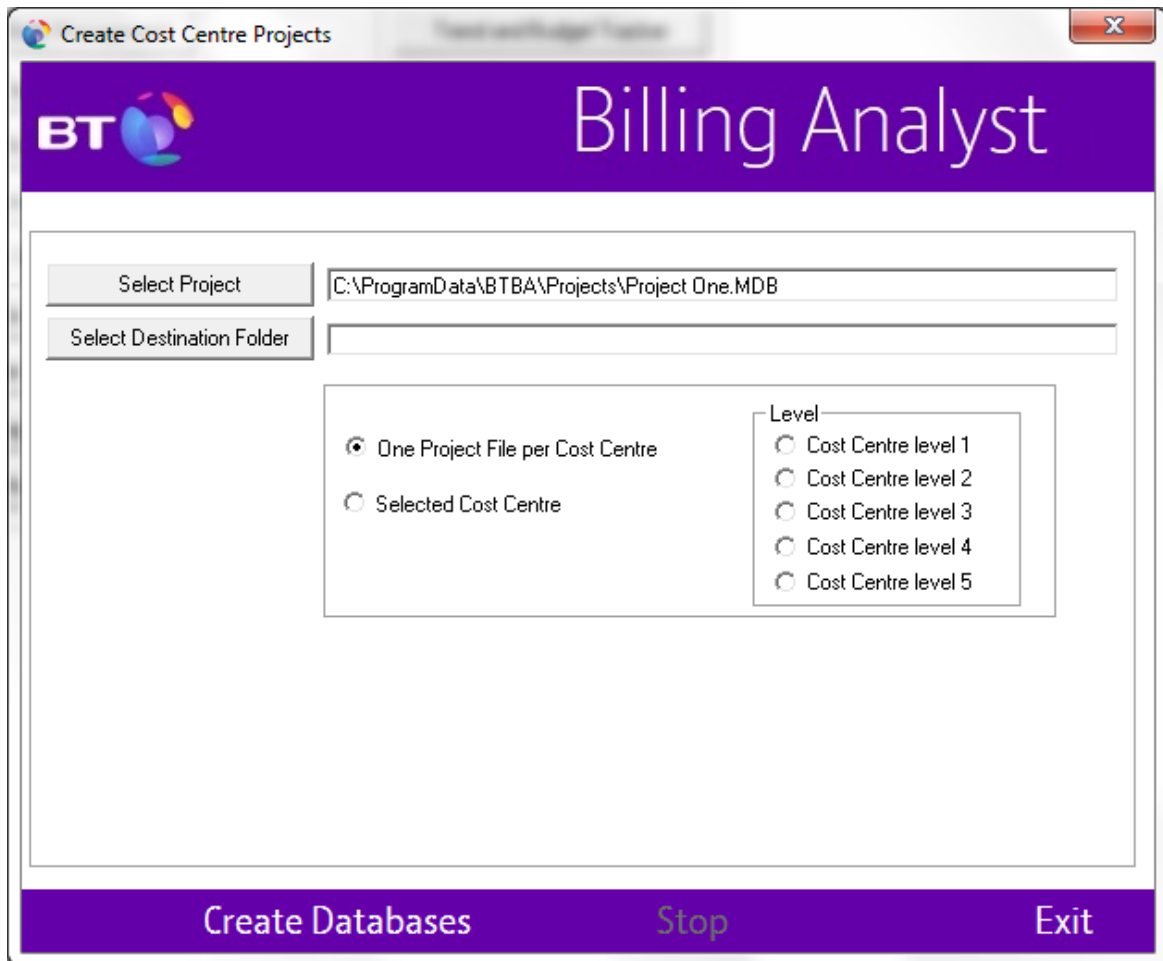 Create Cost Centre Projects
BT
Billing Analyst
Select Project
C:\ProgramData\BTBA\Projects\Project One.MDB
Select Destination Folder
One Project File per Cost Centre
Selected Cost Centre
Level
Cost Centre level 1
Cost Centre level 2
Cost Centre level 3
Cost Centre level 4
Cost Centre level 5
Create Databases
Stop
Exit